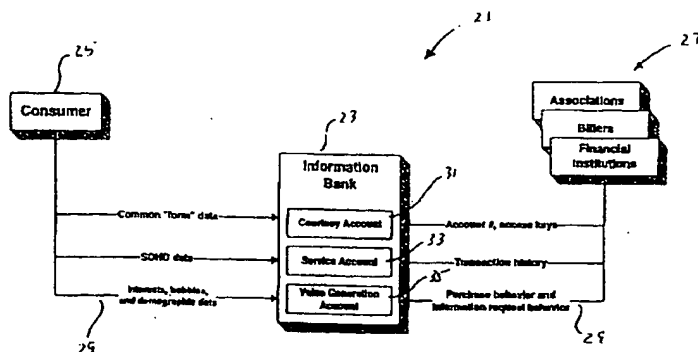 21
25
Consumer
27
Associations
Billers
Financial
Institutions
23
Information
Bank
31
Common "form" data
Courtesy Account
Account #, access keys
33
SOHO data
Service Account
Transaction history
35
Interests, hobbies,
and demographic data
Value Generation
Account
Purchase behavior and
information request behavior
29
29